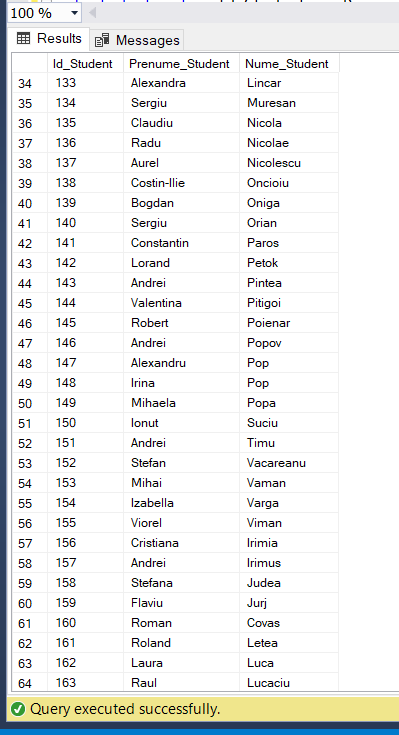 100 %
Results Messages
Id_Student Prenume_Student Nume_Student
34 133 Alexandra Lincar
35 134 Sergiu Muresan
36 135 Claudiu Nicola
37 136 Radu Nicolae
38 137 Aurel Nicolescu
39 138 Costin-Ilie Oncioiu
40 139 Bogdan Oniga
41 140 Sergiu Orian
42 141 Constantin Paros
43 142 Lorand Petok
44 143 Andrei Pintea
45 144 Valentina Pitigoi
46 145 Robert Poienar
47 146 Andrei Popov
48 147 Alexandru Pop
49 148 Irina Pop
50 149 Mihaela Popa
51 150 Ionut Suciu
52 151 Andrei Timu
53 152 Stefan Vacareanu
54 153 Mihai Vaman
55 154 Izabella Varga
56 155 Viorel Viman
57 156 Cristiana Irimia
58 157 Andrei Irimus
59 158 Stefana Judea
60 159 Flaviu Jurj
61 160 Roman Covas
62 161 Roland Letea
63 162 Laura Luca
64 163 Raul Lucaciu
Query executed successfully.